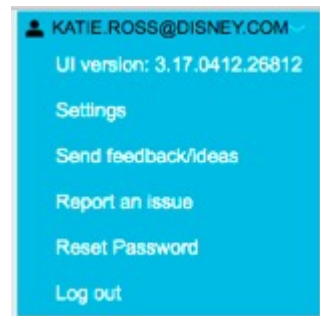 KATIE.ROSS@DISNEY.COM
UI version: 3.17.0412.26812
Settings
Send feedback/ideas
Report an issue
Reset Password
Log out